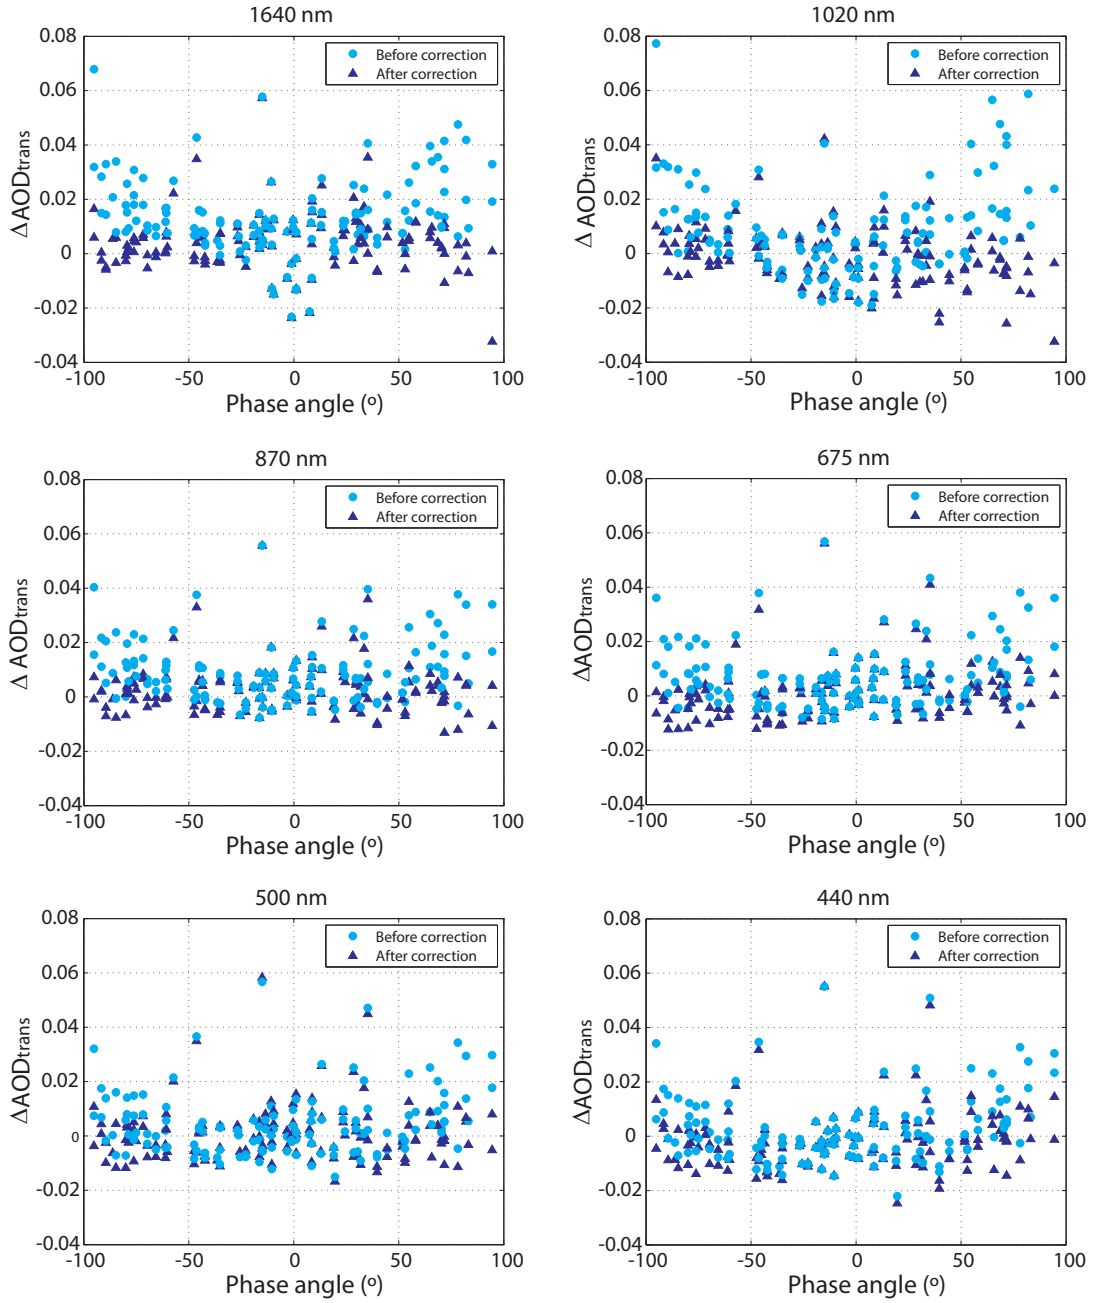 1640 nm
0.08
0.06
0.04
0.02
0
-0.02
-0.04
Δ AODtrans
Before correction
After correction
-100 -50 0 50 100
Phase angle (º)
1020 nm
0.08
0.06
0.04
0.02
0
-0.02
-0.04
Δ AODtrans
Before correction
After correction
-100 -50 0 50 100
Phase angle (º)
870 nm
0.08
0.06
0.04
0.02
0
-0.02
-0.04
Δ AODtrans
Before correction
After correction
-100 -50 0 50 100
Phase angle (º)
675 nm
0.08
0.06
0.04
0.02
0
-0.02
-0.04
Δ AODtrans
Before correction
After correction
-100 -50 0 50 100
Phase angle (º)
500 nm
0.08
0.06
0.04
0.02
0
-0.02
-0.04
Δ AODtrans
Before correction
After correction
-100 -50 0 50 100
Phase angle (º)
440 nm
0.08
0.06
0.04
0.02
0
-0.02
-0.04
ΔAODtrans
Before correction
After correction
-100 -50 0 50 100
Phase angle (º)